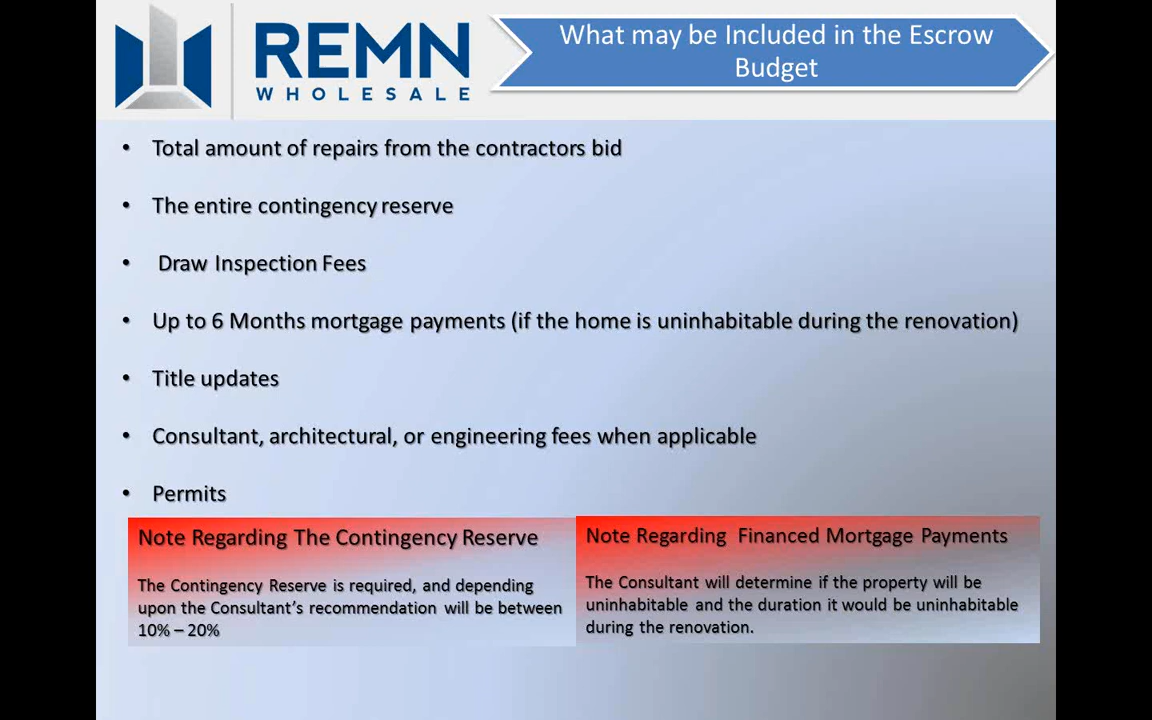 REMN
WHOLESALE
What may be Included in the Escrow
Budget
• Total amount of repairs from the contractors bid
• The entire contingency reserve
• Draw Inspection Fees
• Up to 6 Months mortgage payments (if the home is uninhabitable during the renovation)
• Title updates
• Consultant, architectural, or engineering fees when applicable
• Permits
Note Regarding The Contingency Reserve
The Contingency Reserve is required, and depending
upon the Consultant's recommendation will be between
10% – 20%
Note Regarding Financed Mortgage Payments
The Consultant will determine if the property will be
uninhabitable and the duration it would be uninhabitable
during the renovation.